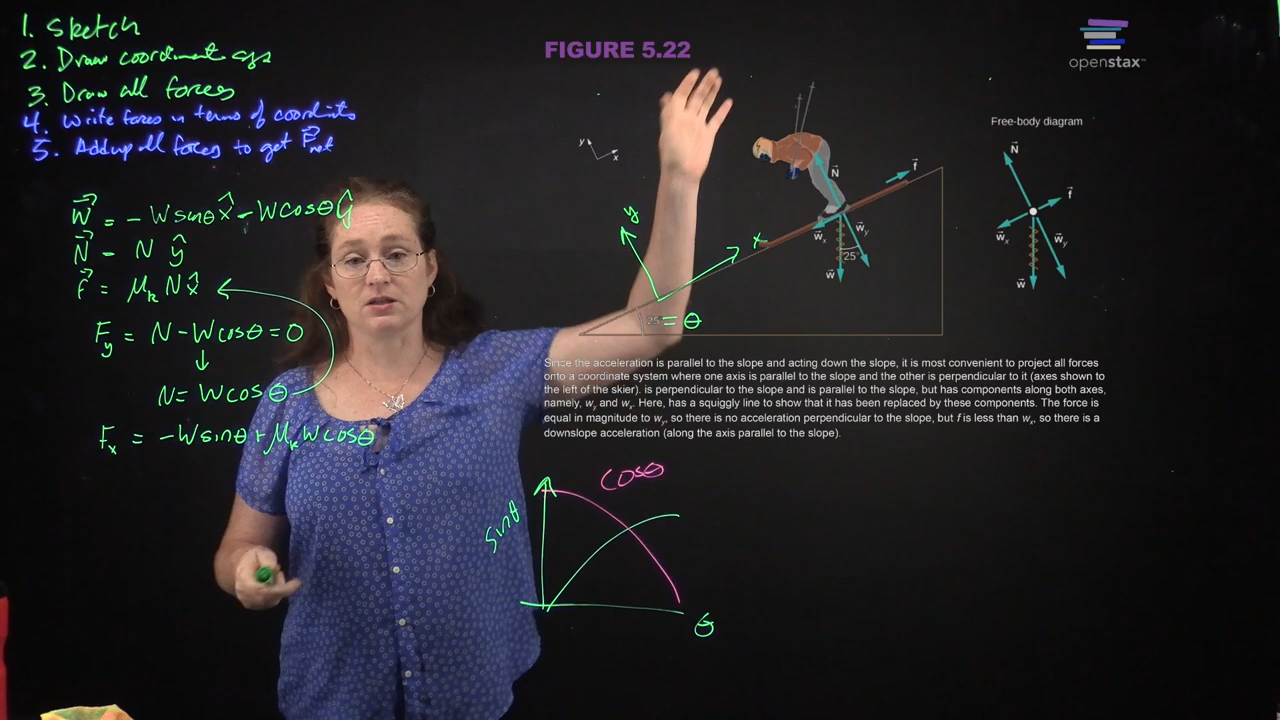 1. Sketch
2. Draw coordinate sys
3. Draw all forces
4. Write forces in terms of coordinates
5. Add up all forces to get F⃗net
W⃗ = -W sinθ x̂ - W cosθ ŷ
N⃗ = N ŷ
f⃗ = μk N x̂
Fy = N - W cosθ = 0
↓
N = W cos θ
Fx = -W sinθ + μk W cosθ
FIGURE 5.22
openstax™
Free-body diagram
y
x
N⃗
f⃗
w⃗x
w⃗y
25°
w⃗
N⃗
f⃗
w⃗x
w⃗y
w⃗
y
x
25° = θ
Since the acceleration is parallel to the slope and acting down the slope, it is most convenient to project all forces
onto a coordinate system where one axis is parallel to the slope and the other is perpendicular to it (axes shown to
the left of the skier). is perpendicular to the slope and is parallel to the slope, but has components along both axes,
namely, wy and wx. Here, has a squiggly line to show that it has been replaced by these components. The force is
equal in magnitude to wy, so there is no acceleration perpendicular to the slope, but f is less than wx, so there is a
downslope acceleration (along the axis parallel to the slope).
cosθ
sinθ
θ